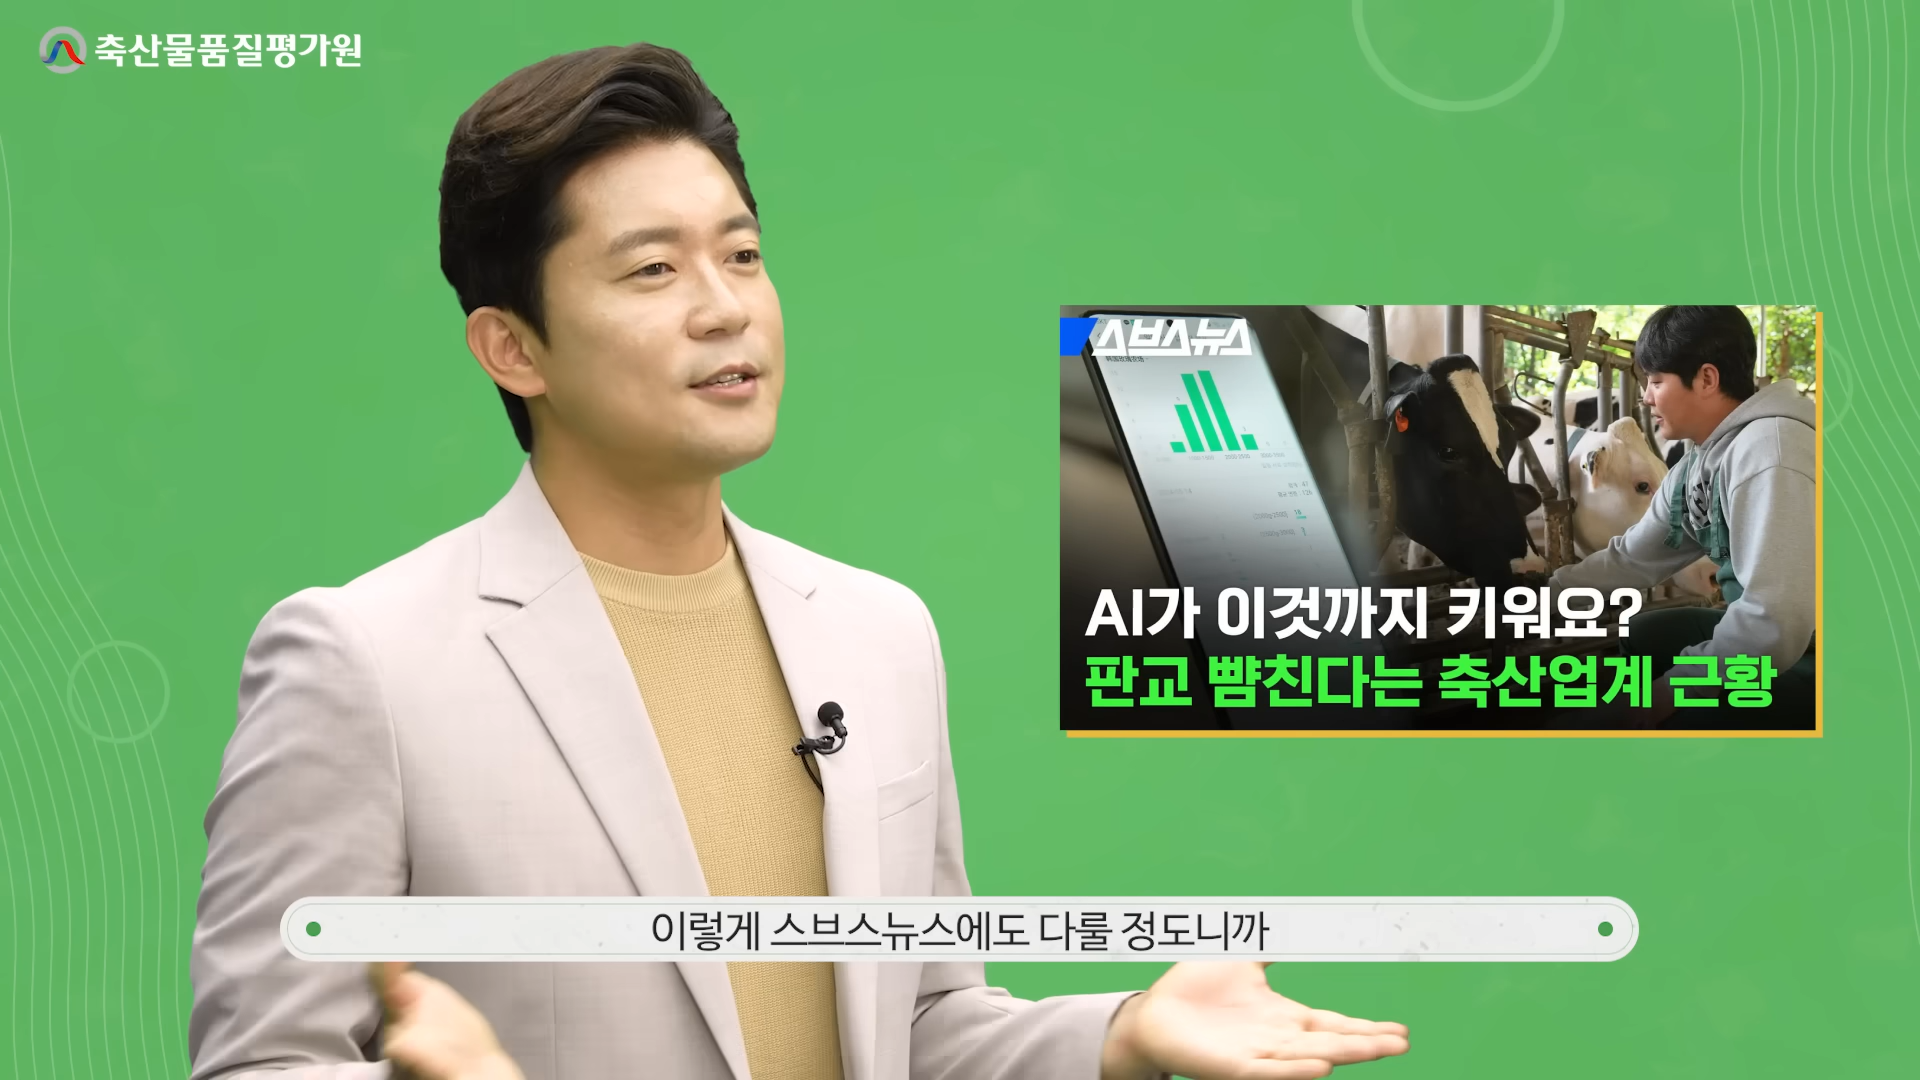 축산물품질평가원
스브스뉴스
AI가 이것까지 키워요?
판교 뺨친다는 축산업계 근황
이렇게 스브스뉴스에도 다룰 정도니까